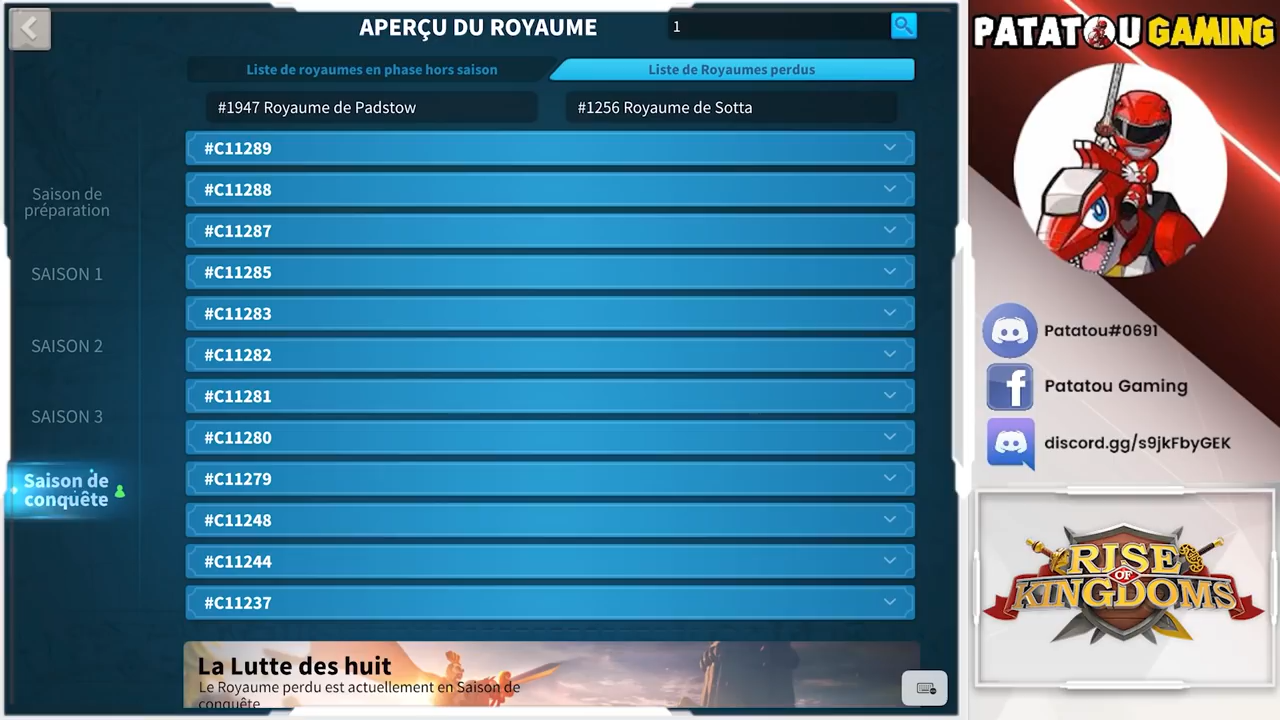 APERÇU DU ROYAUME
1
Liste de royaumes en phase hors saison
Liste de Royaumes perdus
#1947 Royaume de Padstow
#1256 Royaume de Sotta
#C11289
#C11288
#C11287
#C11285
#C11283
#C11282
#C11281
#C11280
#C11279
#C11248
#C11244
#C11237
Saison de
préparation
SAISON 1
SAISON 2
SAISON 3
Saison de
conquête
La Lutte des huit
Le Royaume perdu est actuellement en Saison de
conquête
PATATOU GAMING
Patatou#0691
Patatou Gaming
discord.gg/s9jkFbyGEK
RISE
OF
KINGDOMS